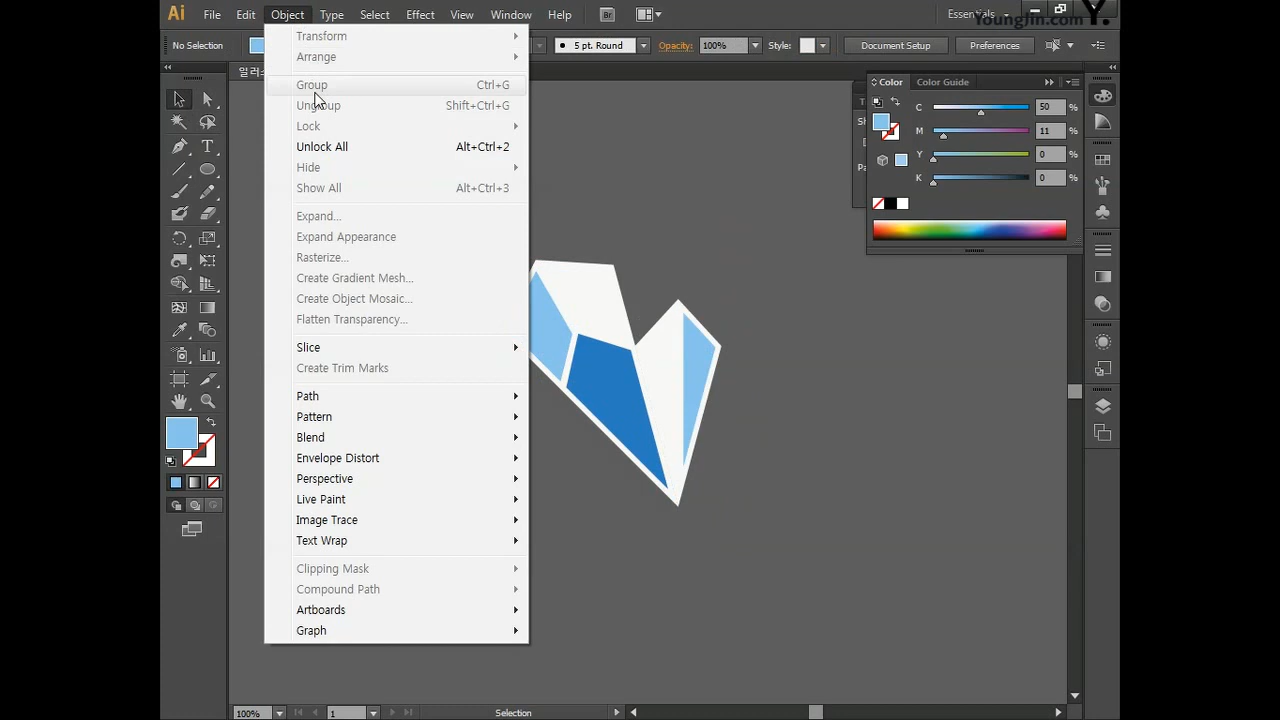 Ai File Edit Object Type Select Effect View Window Help Br Essentials
YoungJin.com Y.
No Selection 5 pt. Round Opacity: 100% Style: Document Setup Preferences
일러스
Transform
Arrange
Group Ctrl+G
Ungroup Shift+Ctrl+G
Lock
Unlock All Alt+Ctrl+2
Hide
Show All Alt+Ctrl+3
Expand...
Expand Appearance
Rasterize...
Create Gradient Mesh...
Create Object Mosaic...
Flatten Transparency...
Slice
Create Trim Marks
Path
Pattern
Blend
Envelope Distort
Perspective
Live Paint
Image Trace
Text Wrap
Clipping Mask
Compound Path
Artboards
Graph
Color Color Guide
C 50 %
M 11 %
Y 0 %
K 0 %
100% 1 Selection